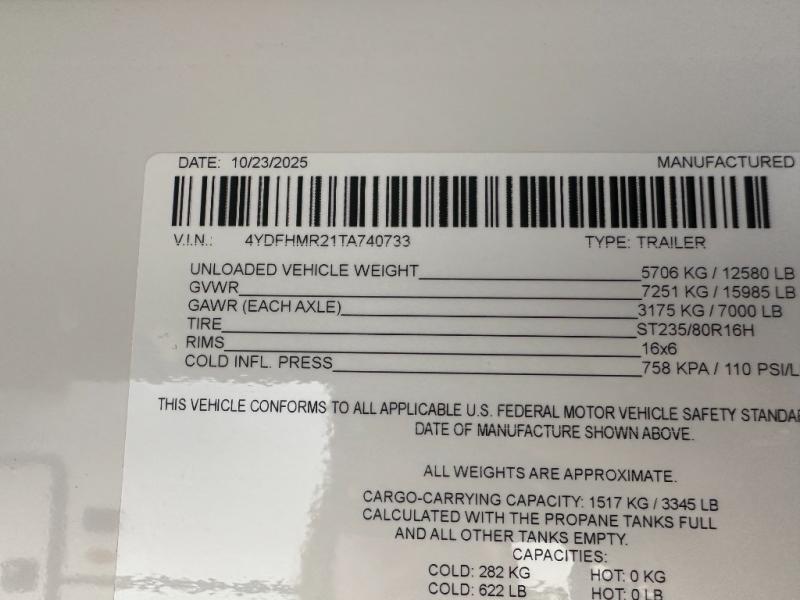 DATE: 10/23/2025 MANUFACTURED
V.I.N.: 4YDFHMR21TA740733 TYPE: TRAILER
UNLOADED VEHICLE WEIGHT 5706 KG / 12580 LB
GVWR 7251 KG / 15985 LB
GAWR (EACH AXLE) 3175 KG / 7000 LB
TIRE ST235/80R16H
RIMS 16x6
COLD INFL. PRESS 758 KPA / 110 PSI/L
THIS VEHICLE CONFORMS TO ALL APPLICABLE U.S. FEDERAL MOTOR VEHICLE SAFETY STANDA
DATE OF MANUFACTURE SHOWN ABOVE.
ALL WEIGHTS ARE APPROXIMATE.
CARGO-CARRYING CAPACITY: 1517 KG / 3345 LB
CALCULATED WITH THE PROPANE TANKS FULL
AND ALL OTHER TANKS EMPTY.
CAPACITIES:
COLD: 282 KG HOT: 0 KG
COLD: 622 LB HOT: 0 LB